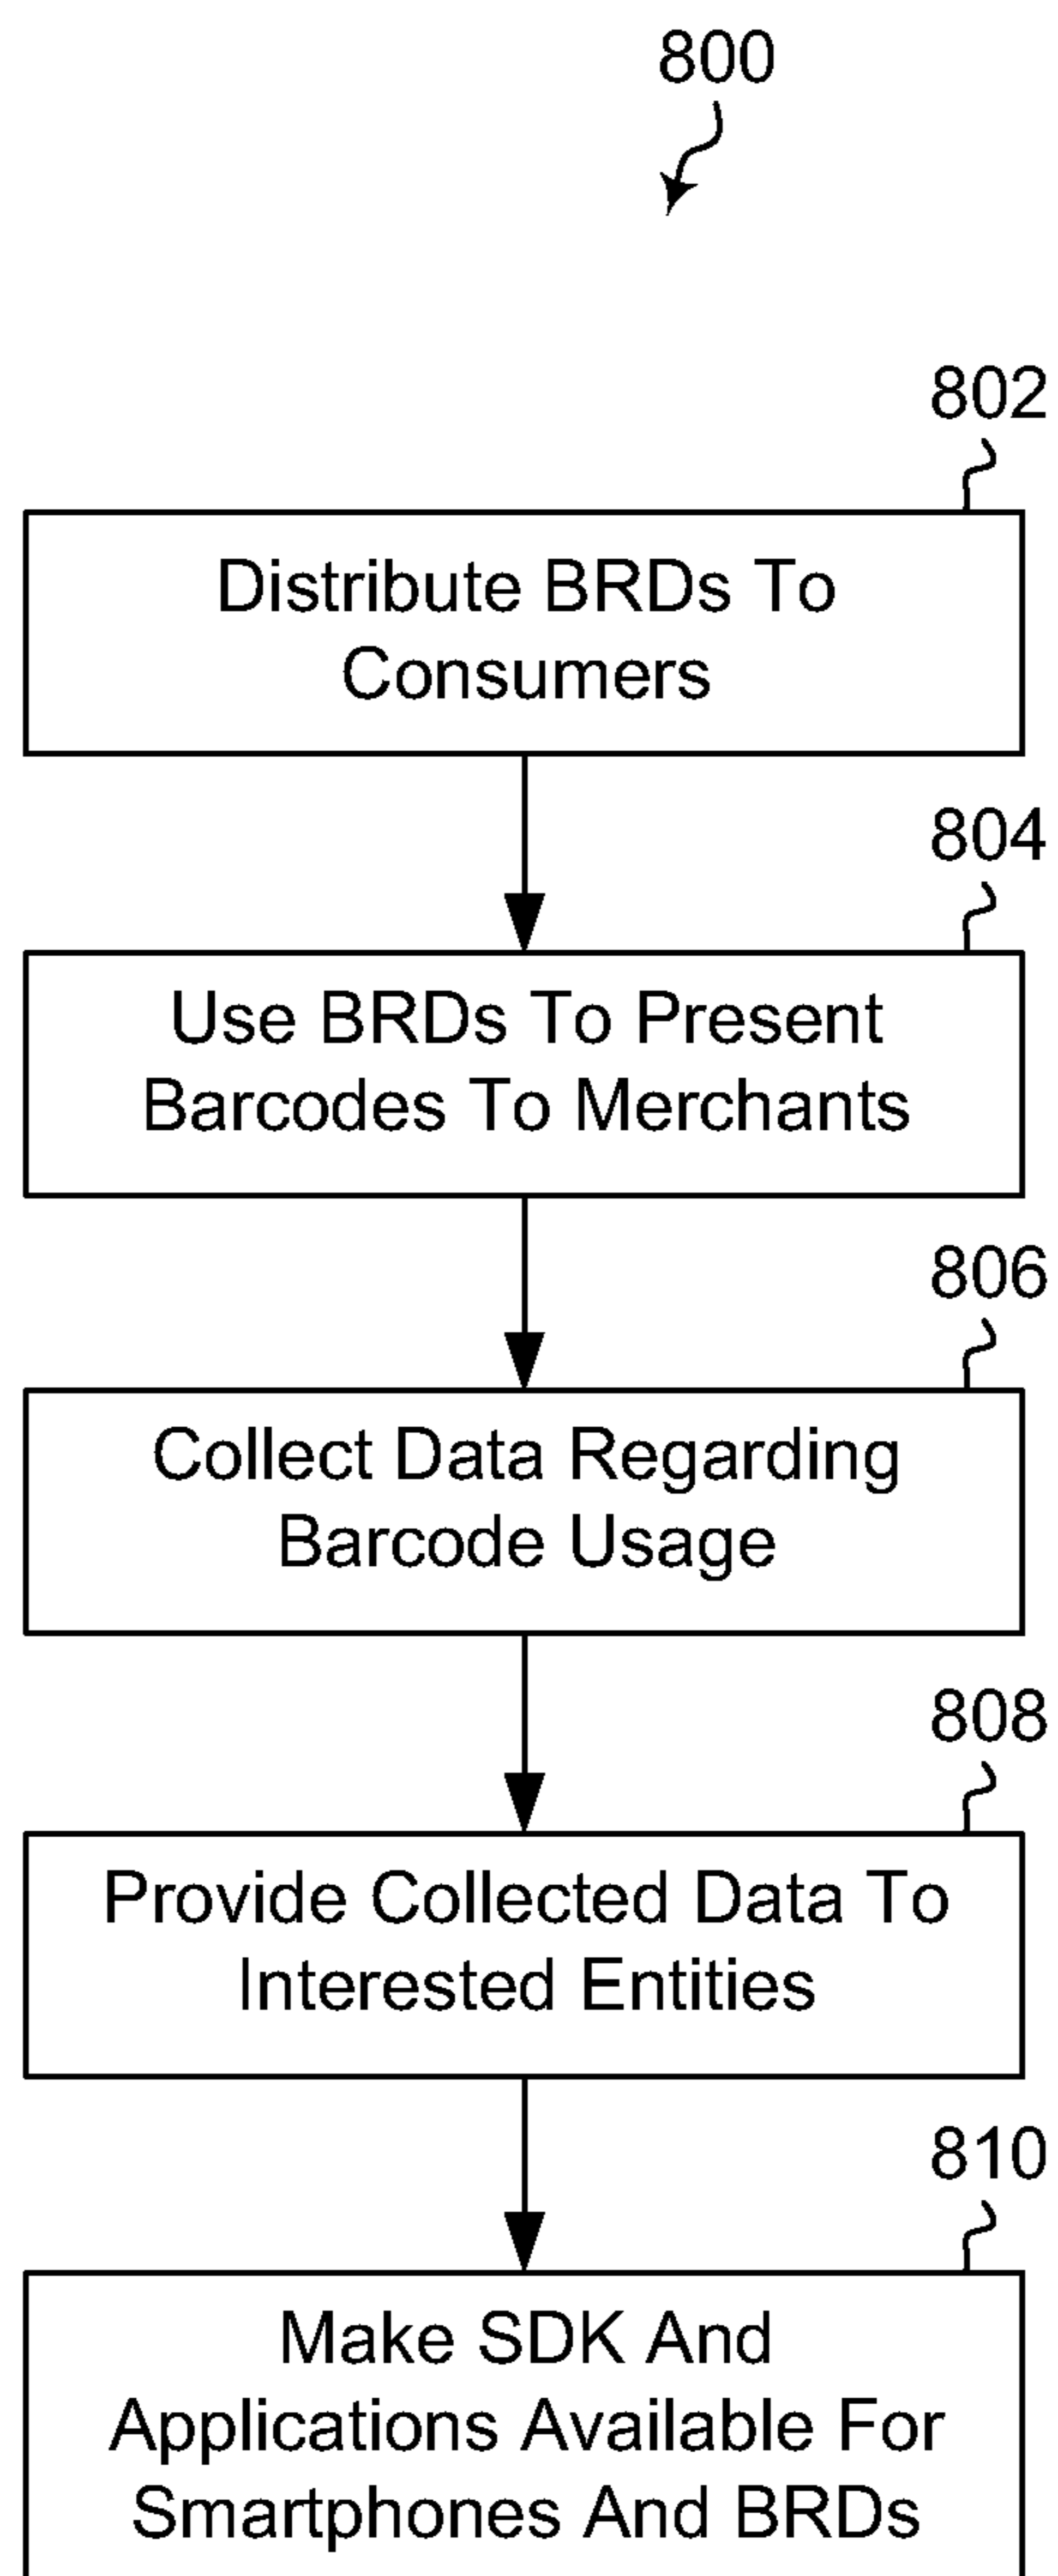 800
802
Distribute BRDs To
Consumers
804
Use BRDs To Present
Barcodes To Merchants
806
Collect Data Regarding
Barcode Usage
808
Provide Collected Data To
Interested Entities
810
Make SDK And
Applications Available For
Smartphones And BRDs